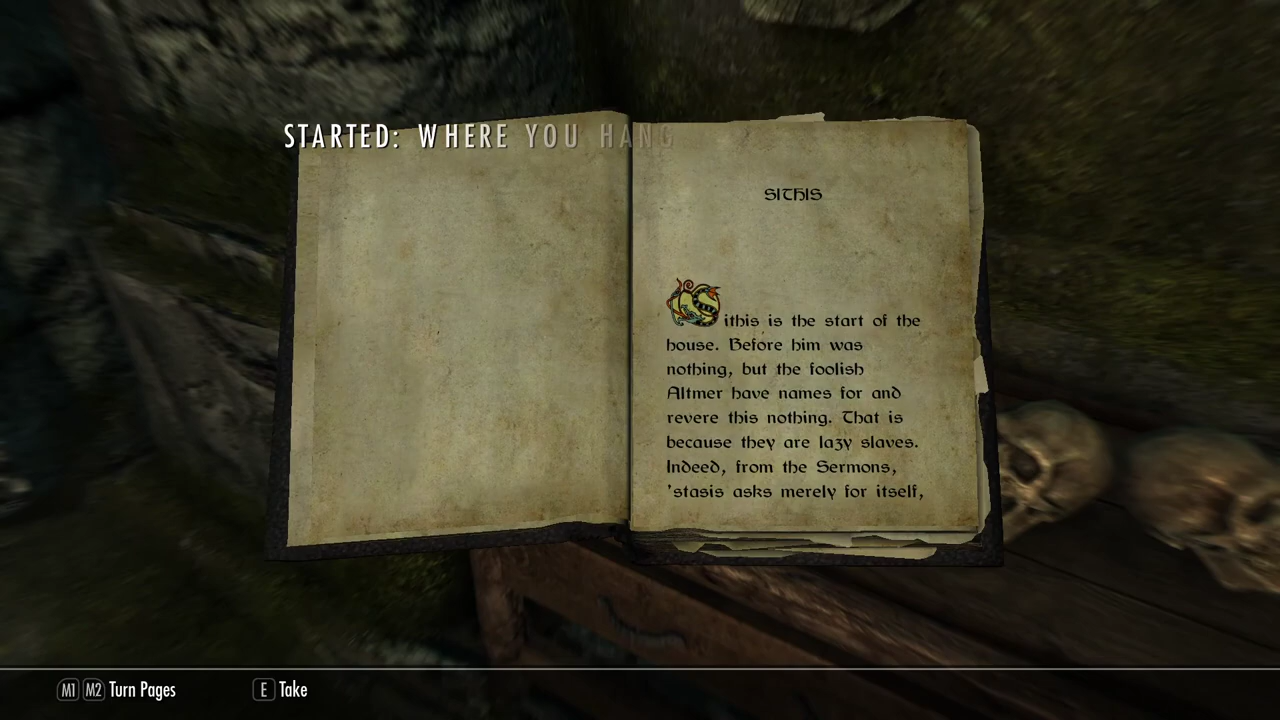 STARTED: WHERE YOU HANG
SITHIS
Sithis is the start of the
house. Before him was
nothing, but the foolish
Altmer have names for and
revere this nothing. That is
because they are lazy slaves.
Indeed, from the Sermons,
'stasis asks merely for itself,
M1 M2 Turn Pages
E Take